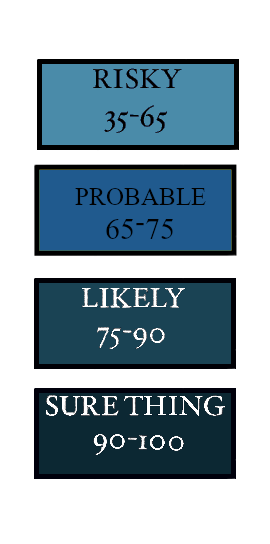 RISKY
35-65
PROBABLE
65-75
LIKELY
75-90
SURE THING
90-100